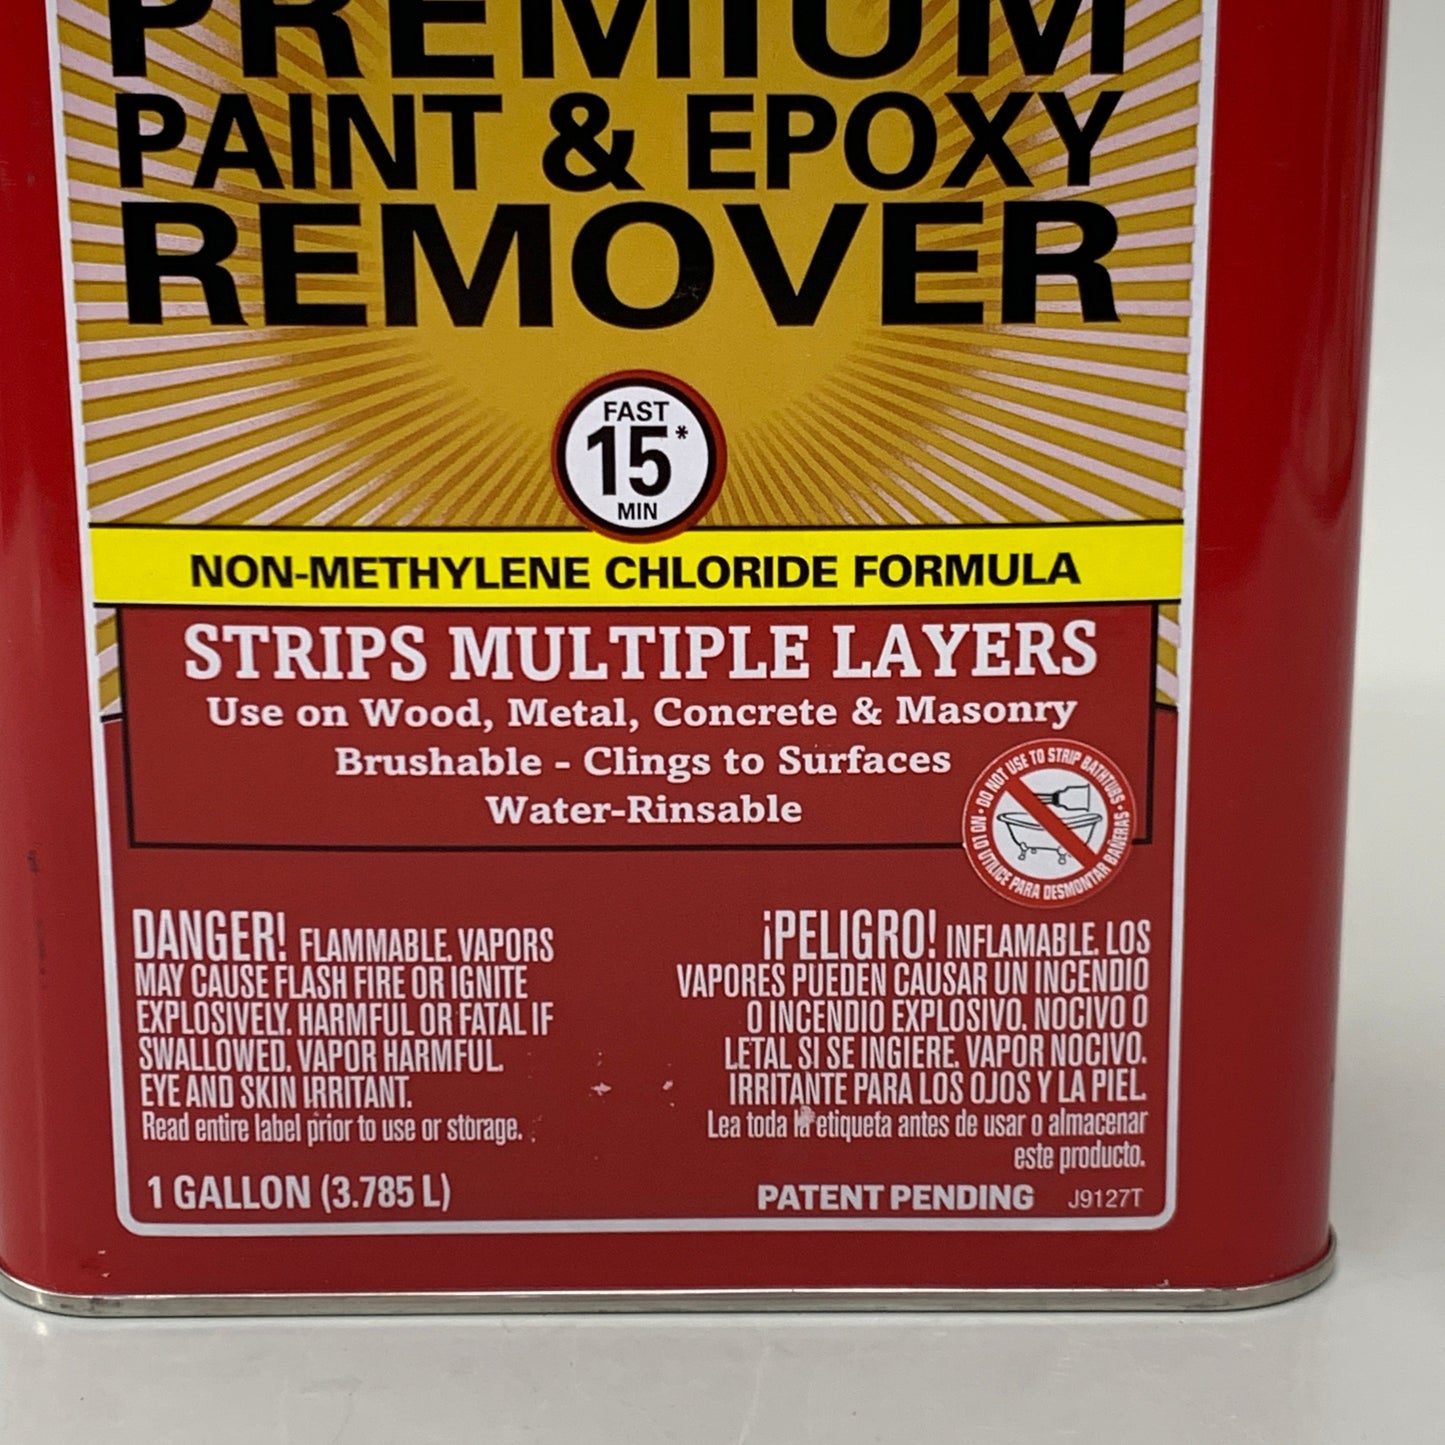 PREMIUM
PAINT & EPOXY
REMOVER
FAST
15*
MIN
NON-METHYLENE CHLORIDE FORMULA
STRIPS MULTIPLE LAYERS
Use on Wood, Metal, Concrete & Masonry
Brushable - Clings to Surfaces
Water-Rinsable
• DO NOT USE TO STRIP BATHTUBS •
NO LO UTILICE PARA DESMONTAR BAÑERAS
DANGER! FLAMMABLE. VAPORS
MAY CAUSE FLASH FIRE OR IGNITE
EXPLOSIVELY. HARMFUL OR FATAL IF
SWALLOWED. VAPOR HARMFUL.
EYE AND SKIN IRRITANT.
Read entire label prior to use or storage.
1 GALLON (3.785 L)
¡PELIGRO! INFLAMABLE. LOS
VAPORES PUEDEN CAUSAR UN INCENDIO
O INCENDIO EXPLOSIVO. NOCIVO O
LETAL SI SE INGIERE. VAPOR NOCIVO.
IRRITANTE PARA LOS OJOS Y LA PIEL.
Lea toda la etiqueta antes de usar o almacenar
este producto.
PATENT PENDING J9127T